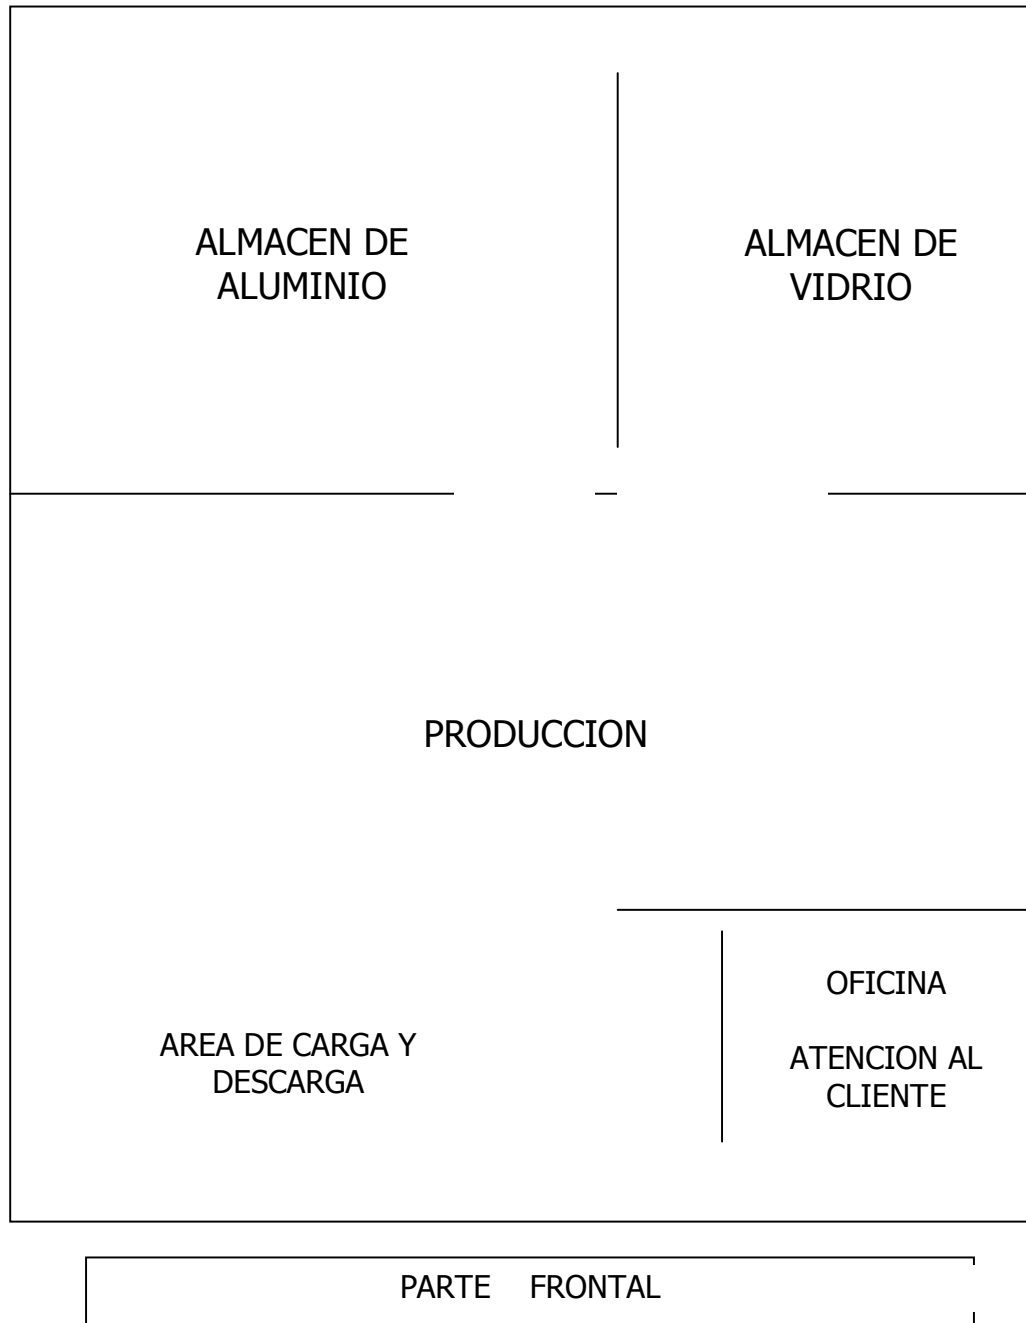 ALMACEN DE
ALUMINIO
ALMACEN DE
VIDRIO
PRODUCCION
OFICINA
AREA DE CARGA Y
DESCARGA
ATENCION AL
CLIENTE
PARTE FRONTAL